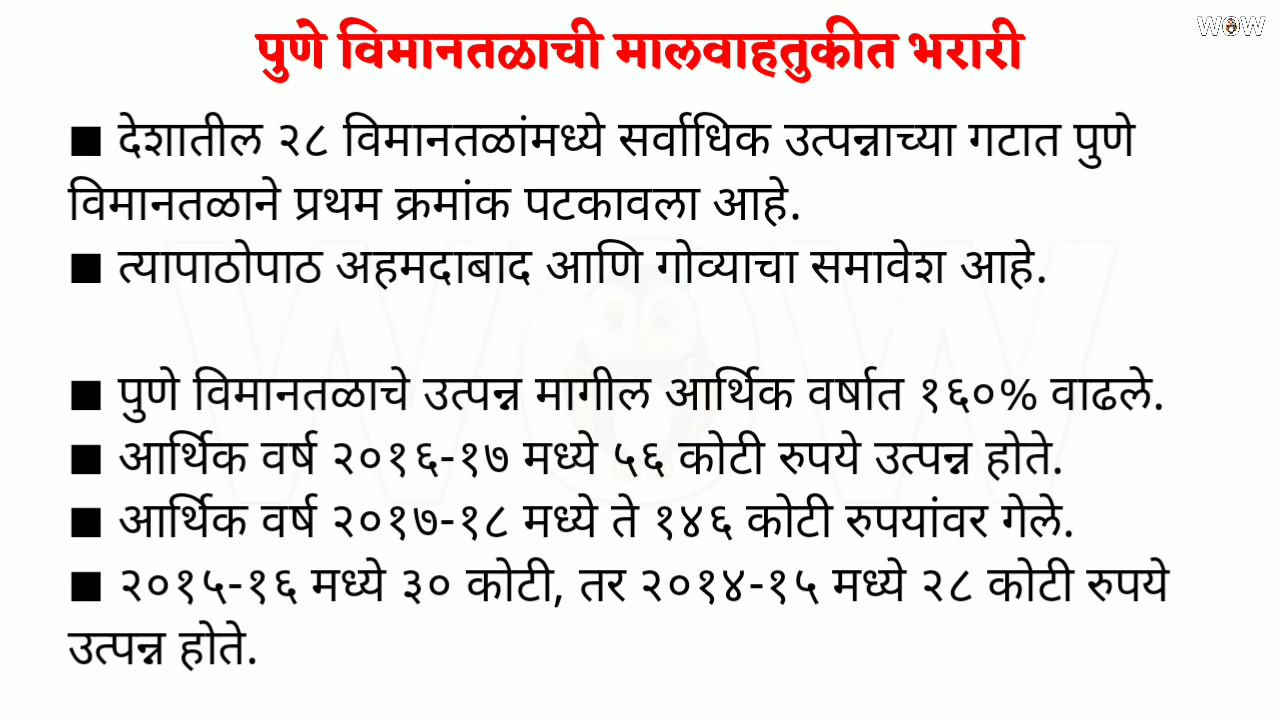 पुणे विमानतळाची मालवाहतुकीत भरारी
WOW
■ देशातील २८ विमानतळांमध्ये सर्वाधिक उत्पन्नाच्या गटात पुणे
विमानतळाने प्रथम क्रमांक पटकावला आहे.
■ त्यापाठोपाठ अहमदाबाद आणि गोव्याचा समावेश आहे.
■ पुणे विमानतळाचे उत्पन्न मागील आर्थिक वर्षात १६०% वाढले.
■ आर्थिक वर्ष २०१६-१७ मध्ये ५६ कोटी रुपये उत्पन्न होते.
■ आर्थिक वर्ष २०१७-१८ मध्ये ते १४६ कोटी रुपयांवर गेले.
■ २०१५-१६ मध्ये ३० कोटी, तर २०१४-१५ मध्ये २८ कोटी रुपये
उत्पन्न होते.
WOW